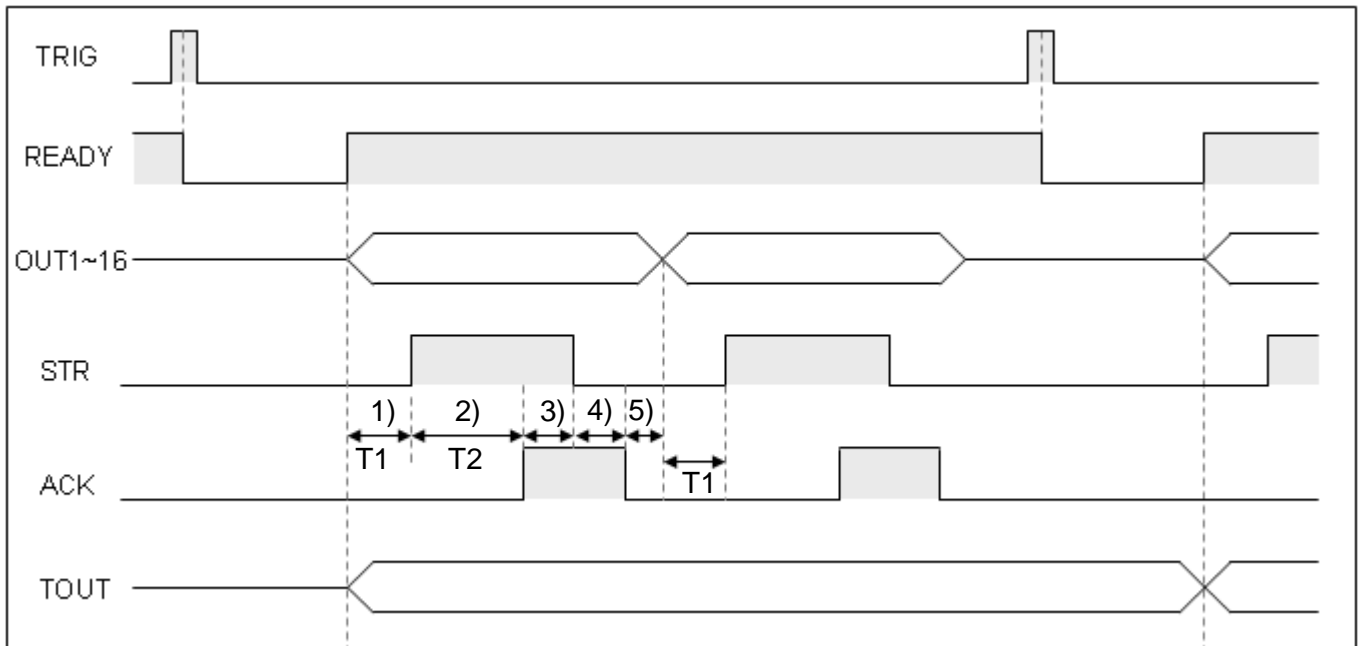 TRIG
READY
OUT1~16
STR
1) 2) 3) 4) 5)
T1 T2 T1
ACK
TOUT